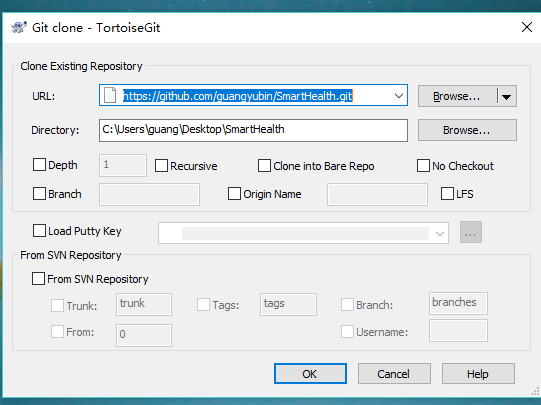 Git clone - TortoiseGit
Clone Existing Repository
URL: https://github.com/guangyubin/SmartHealth.git Browse...
Directory: C:\Users\guang\Desktop\SmartHealth Browse...
Depth 1 Recursive Clone into Bare Repo No Checkout
Branch Origin Name LFS
Load Putty Key ...
From SVN Repository
From SVN Repository
Trunk: trunk Tags: tags Branch: branches
From: 0 Username:
OK Cancel Help